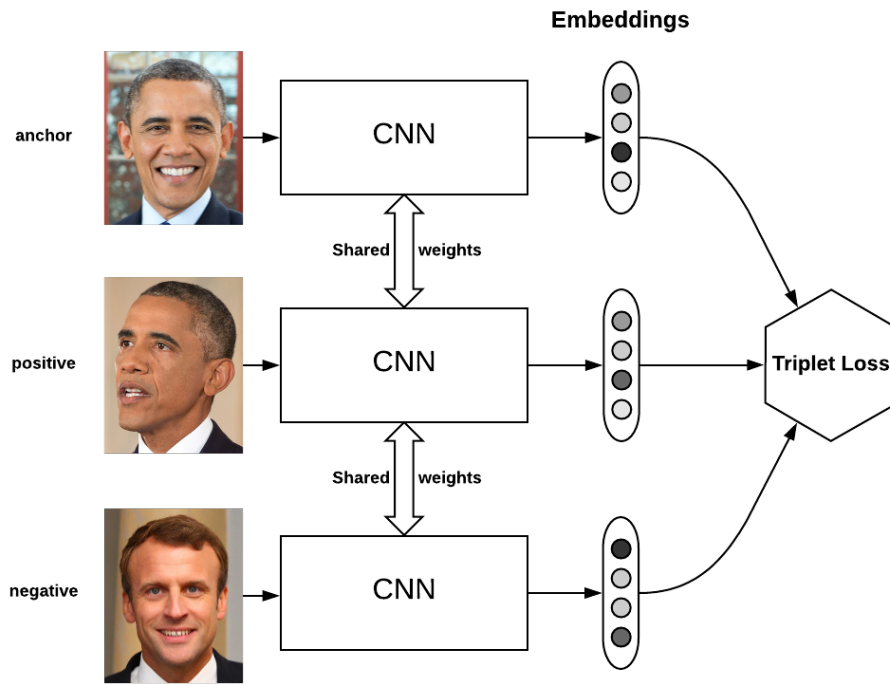 Embeddings
anchor
CNN
Shared weights
positive
CNN
Triplet Loss
Shared weights
negative
CNN